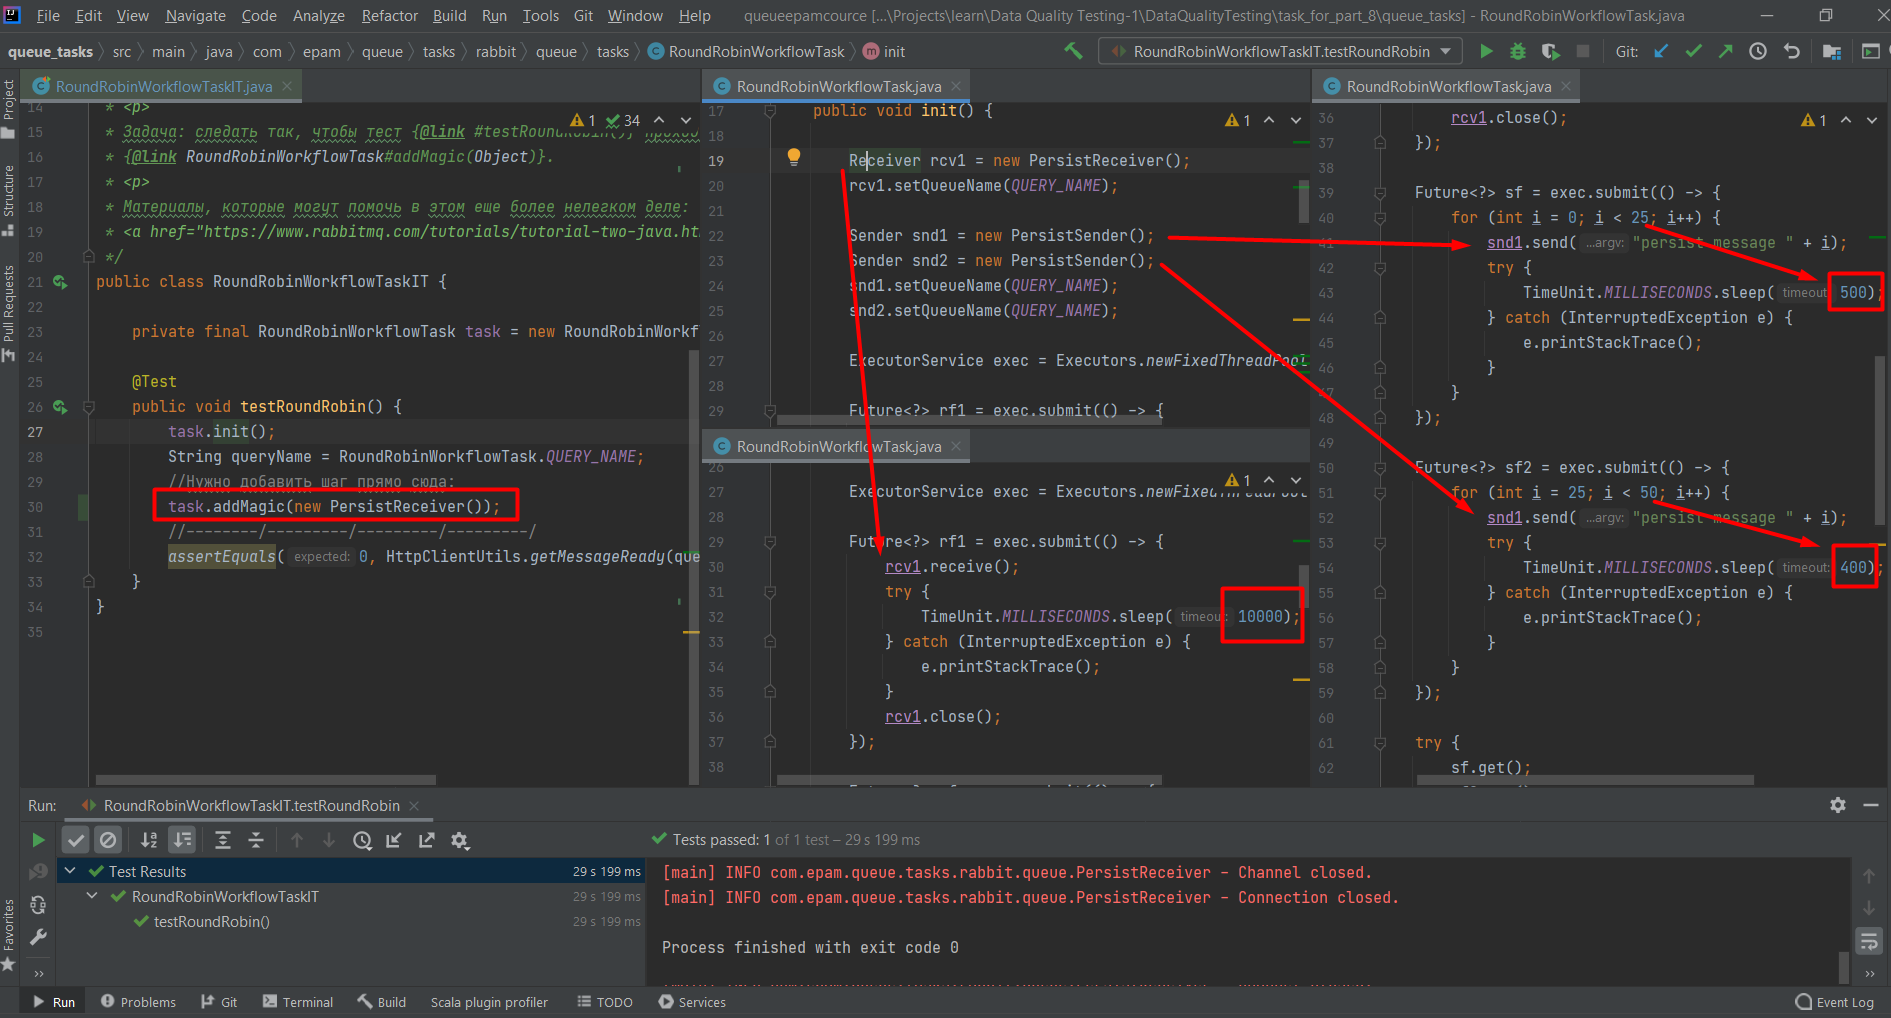 File Edit View Navigate Code Analyze Refactor Build Run Tools Git Window Help queueepamcource [...\Projects\learn\Data Quality Testing-1\DataQualityTesting\task_for_part_8\queue_tasks] - RoundRobinWorkflowTask.java
queue_tasks src main java com epam queue tasks rabbit queue tasks RoundRobinWorkflowTask init
RoundRobinWorkflowTaskIT.testRoundRobin Git:
Project
Structure
Pull Requests
Favorites
RoundRobinWorkflowTaskIT.java
1 34
14 * <p>
15 * Задача: следать так, чтобы тест {@link #testRoundRobin()}
16 * {@link RoundRobinWorkflowTask#addMagic(Object)}.
17 * <p>
18 * Материалы, которые могут помочь в этом еще более нелегком деле:
19 * <a href="https://www.rabbitmq.com/tutorials/tutorial-two-java.ht
20 */
21 public class RoundRobinWorkflowTaskIT {
22
23 private final RoundRobinWorkflowTask task = new RoundRobinWorkf
24
25 @Test
26 public void testRoundRobin() {
27 task.init();
28 String queryName = RoundRobinWorkflowTask.QUERY_NAME;
29 //Нужно добавить шаг прямо сюда:
30 task.addMagic(new PersistReceiver());
31 //--------/---------/---------/---------/
32 assertEquals( expected: 0, HttpClientUtils.getMessageReady(que
33 }
34 }
35
RoundRobinWorkflowTask.java
1
17 public void init() {
18
19 Receiver rcv1 = new PersistReceiver();
20 rcv1.setQueueName(QUERY_NAME);
21
22 Sender snd1 = new PersistSender();
23 Sender snd2 = new PersistSender();
24 snd1.setQueueName(QUERY_NAME);
25 snd2.setQueueName(QUERY_NAME);
26
27 ExecutorService exec = Executors.newFixedThreadPool
28
29 Future<?> rf1 = exec.submit(() -> {
RoundRobinWorkflowTask.java
1
26
27 ExecutorService exec = Executors.newFixedThreadPool
28
29 Future<?> rf1 = exec.submit(() -> {
30 rcv1.receive();
31 try {
32 TimeUnit.MILLISECONDS.sleep( timeout: 10000);
33 } catch (InterruptedException e) {
34 e.printStackTrace();
35 }
36 rcv1.close();
37 });
38
RoundRobinWorkflowTask.java
1
36 rcv1.close();
37 });
38
39 Future<?> sf = exec.submit(() -> {
40 for (int i = 0; i < 25; i++) {
41 snd1.send( ...argv: "persist message " + i);
42 try {
43 TimeUnit.MILLISECONDS.sleep( timeout: 500);
44 } catch (InterruptedException e) {
45 e.printStackTrace();
46 }
47 }
48 });
49
50 Future<?> sf2 = exec.submit(() -> {
51 for (int i = 25; i < 50; i++) {
52 snd1.send( ...argv: "persist message " + i);
53 try {
54 TimeUnit.MILLISECONDS.sleep( timeout: 400);
55 } catch (InterruptedException e) {
56 e.printStackTrace();
57 }
58 }
59 });
60
61 try {
62 sf.get();
Run: RoundRobinWorkflowTaskIT.testRoundRobin
Tests passed: 1 of 1 test – 29 s 199 ms
Test Results 29 s 199 ms
RoundRobinWorkflowTaskIT 29 s 199 ms
testRoundRobin() 29 s 199 ms
[main] INFO com.epam.queue.tasks.rabbit.queue.PersistReceiver - Channel closed.
[main] INFO com.epam.queue.tasks.rabbit.queue.PersistReceiver - Connection closed.
Process finished with exit code 0
Run Problems Git Terminal Build Scala plugin profiler TODO Services Event Log